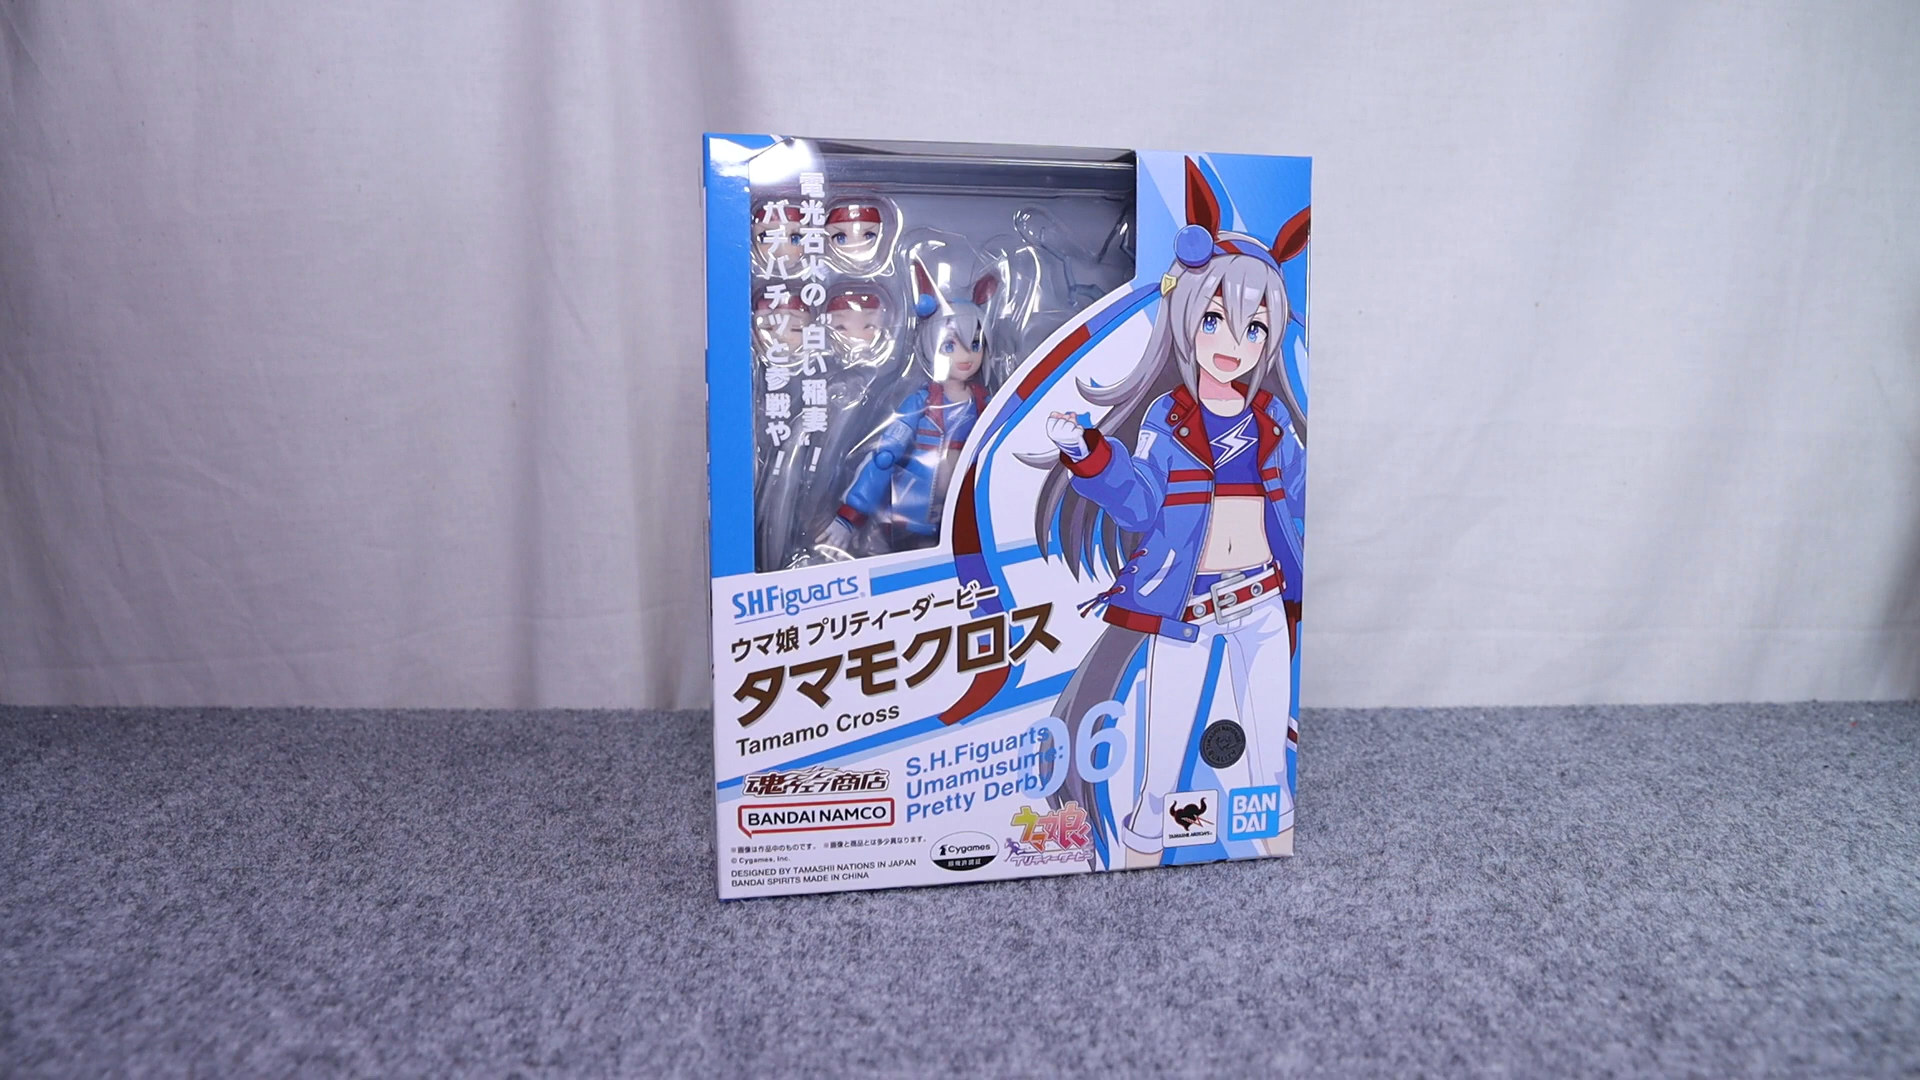 電光石火の"白い稲妻"!
バチバチッと参戦や!
S.H.Figuarts
ウマ娘 プリティーダービー
タマモクロス
Tamamo Cross
06
S.H.Figuarts
Umamusume:
Pretty Derby
魂ウェブ商店
BANDAI NAMCO
※画像は作品中のものです。 ※画像と商品とは多少異なります。
© Cygames, Inc.
DESIGNED BY TAMASHII NATIONS IN JAPAN
BANDAI SPIRITS MADE IN CHINA
Cygames
ウマ娘
プリティーダービー
TAMASHII NATIONS
BAN
DAI